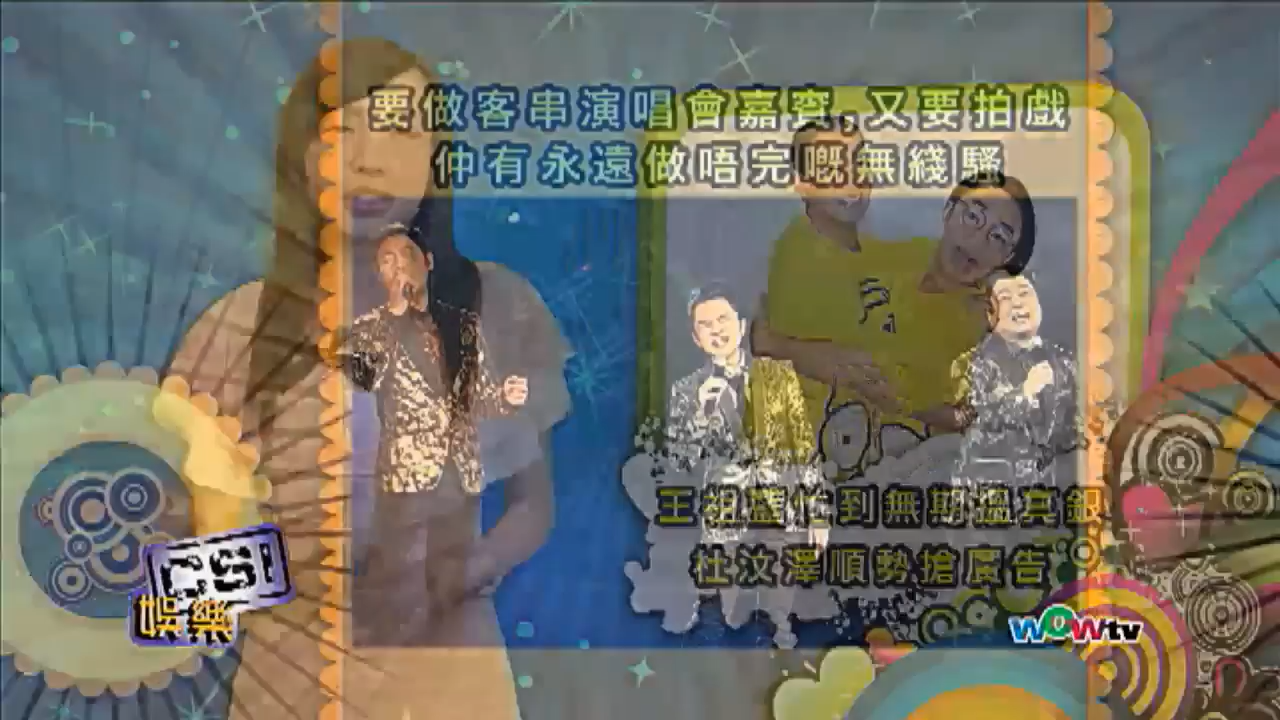 要做客串演唱會嘉賓,又要拍戲
仲有永遠做唔完嘅無綫騷
王祖藍忙到無期搵真銀
杜汶澤順勢搶廣告
CSI
娛樂
WOWtv